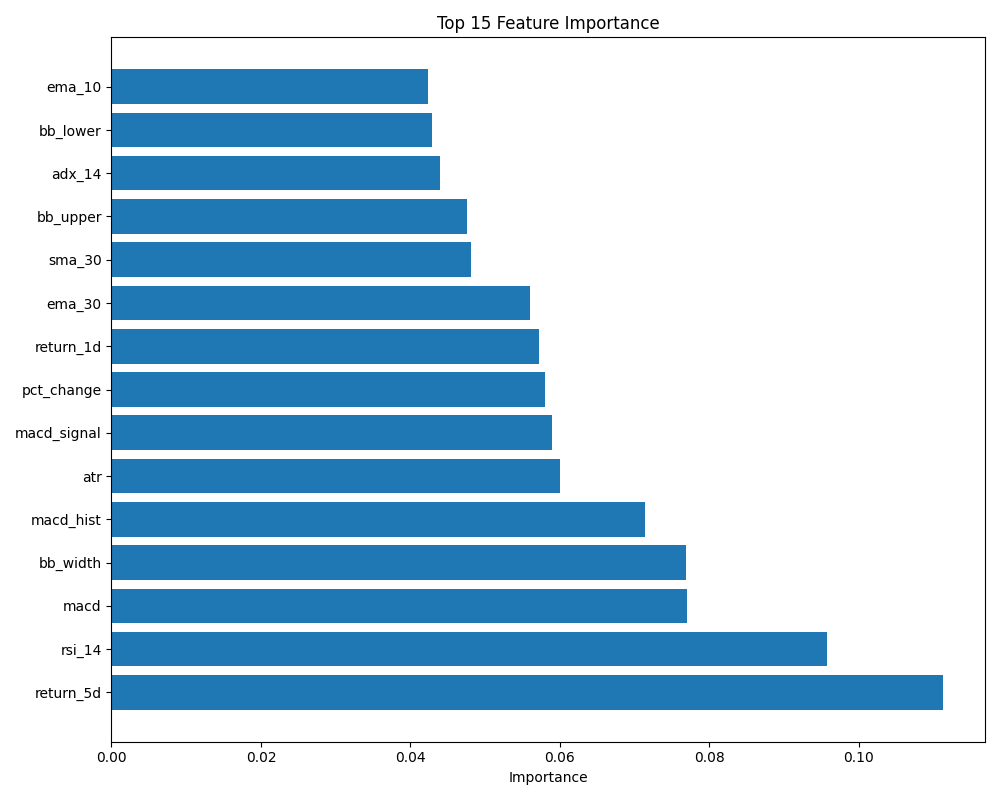 Top 15 Feature Importance
ema_10
bb_lower
adx_14
bb_upper
sma_30
ema_30
return_1d
pct_change
macd_signal
atr
macd_hist
bb_width
macd
rsi_14
return_5d
0.00 0.02 0.04 0.06 0.08 0.10
Importance